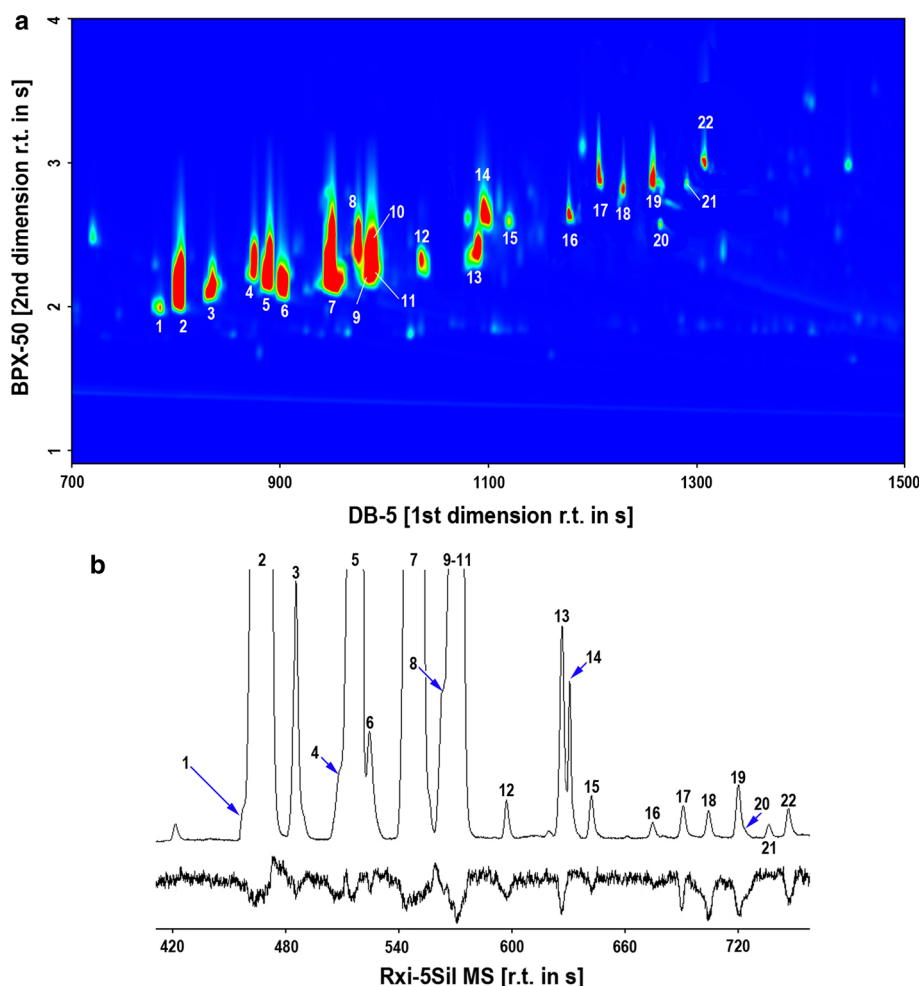 a
4
3
2
1
BPX-50 [2nd dimension r.t. in s]
1 2 3 4 5 6 7 8 9 10 11 12 13 14 15 16 17 18 19 20 21 22
700 900 1100 1300 1500
DB-5 [1st dimension r.t. in s]
b
2 3 5 7 9-11
13
8 14
6
4
1
12 15 16 17 18 19 20 22
21
420 480 540 600 660 720
Rxi-5Sil MS [r.t. in s]